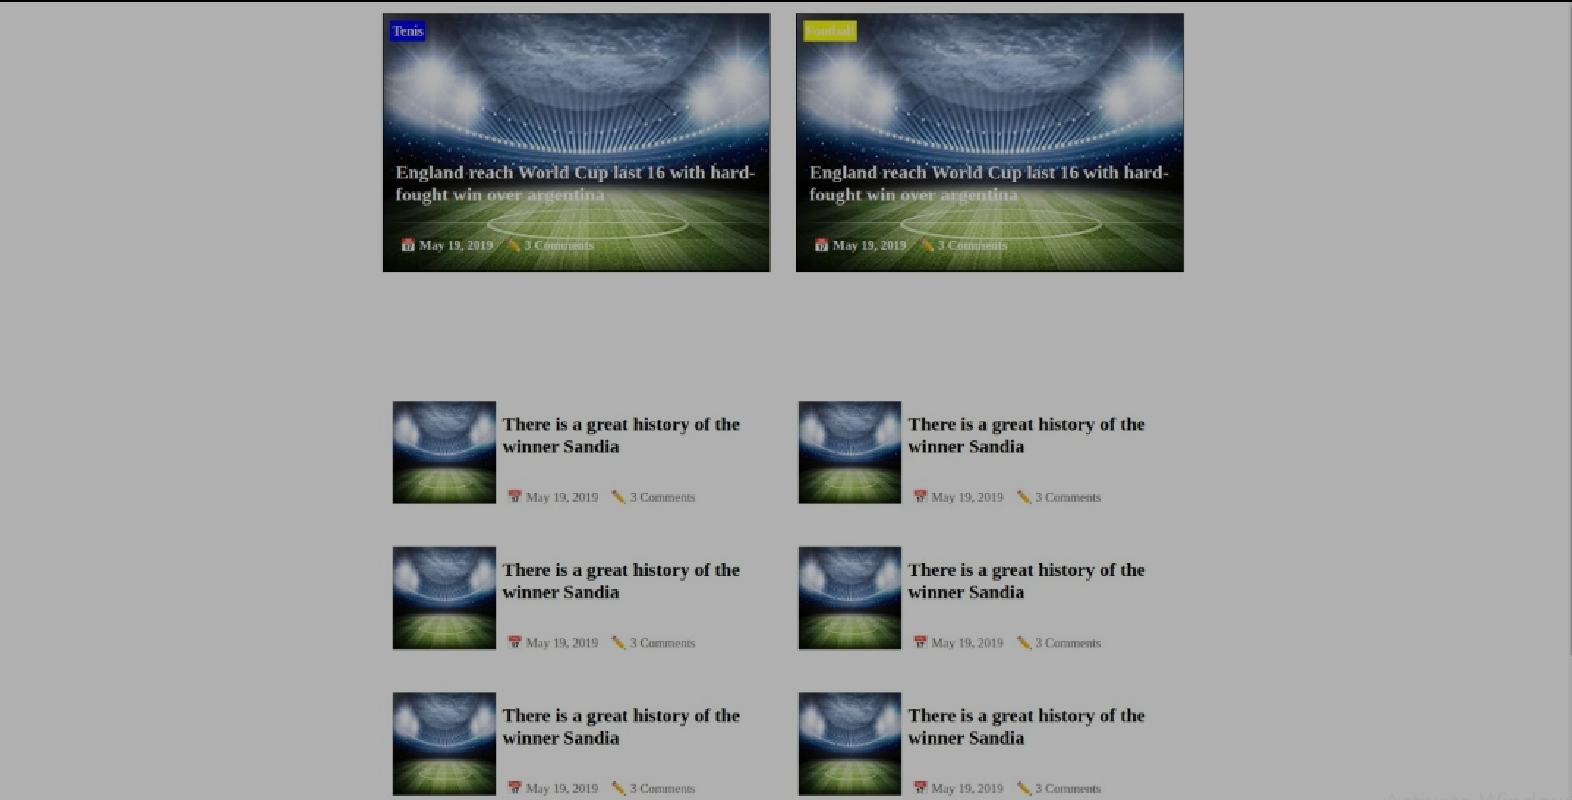 Tenis
Football
England reach World Cup last 16 with hard-
fought win over argentina
England reach World Cup last 16 with hard-
fought win over argentina
May 19, 2019 3 Comments
May 19, 2019 3 Comments
There is a great history of the
winner Sandia
May 19, 2019 3 Comments
There is a great history of the
winner Sandia
May 19, 2019 3 Comments
There is a great history of the
winner Sandia
May 19, 2019 3 Comments
There is a great history of the
winner Sandia
May 19, 2019 3 Comments
There is a great history of the
winner Sandia
May 19, 2019 3 Comments
There is a great history of the
winner Sandia
May 19, 2019 3 Comments